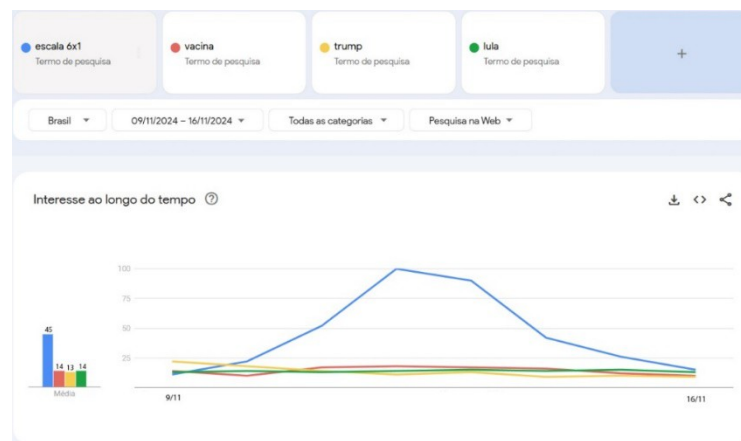 escala 6x1
Termo de pesquisa
vacina
Termo de pesquisa
trump
Termo de pesquisa
lula
Termo de pesquisa
+
Brasil
09/11/2024 – 16/11/2024
Todas as categorias
Pesquisa na Web
Interesse ao longo do tempo
100
75
50
25
45
14 13 14
Média
9/11
16/11